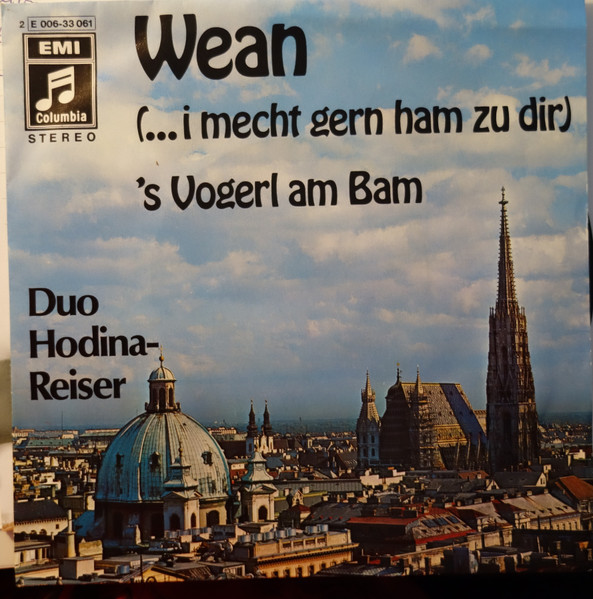 2 E 006-33 061
EMI
Columbia
STEREO
Wean
(...i mecht gern ham zu dir)
's Vogerl am Bam
Duo
Hodina-
Reiser